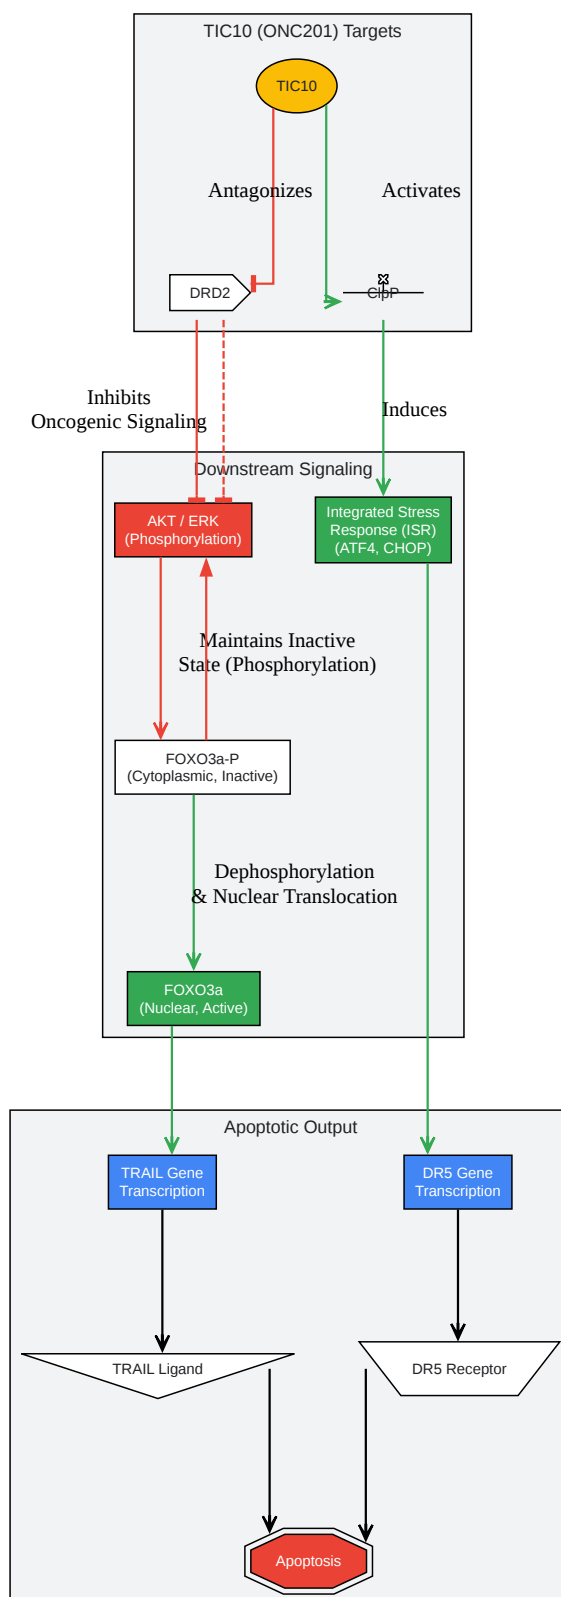 TIC10 (ONC201) Targets
TIC10
Antagonizes
Activates
DRD2
ClpP
Inhibits
Oncogenic Signaling
Induces
Downstream Signaling
AKT / ERK
(Phosphorylation)
Integrated Stress
Response (ISR)
(ATF4, CHOP)
Maintains Inactive
State (Phosphorylation)
FOXO3a-P
(Cytoplasmic, Inactive)
Dephosphorylation
& Nuclear Translocation
FOXO3a
(Nuclear, Active)
Apoptotic Output
TRAIL Gene
Transcription
DR5 Gene
Transcription
TRAIL Ligand
DR5 Receptor
Apoptosis